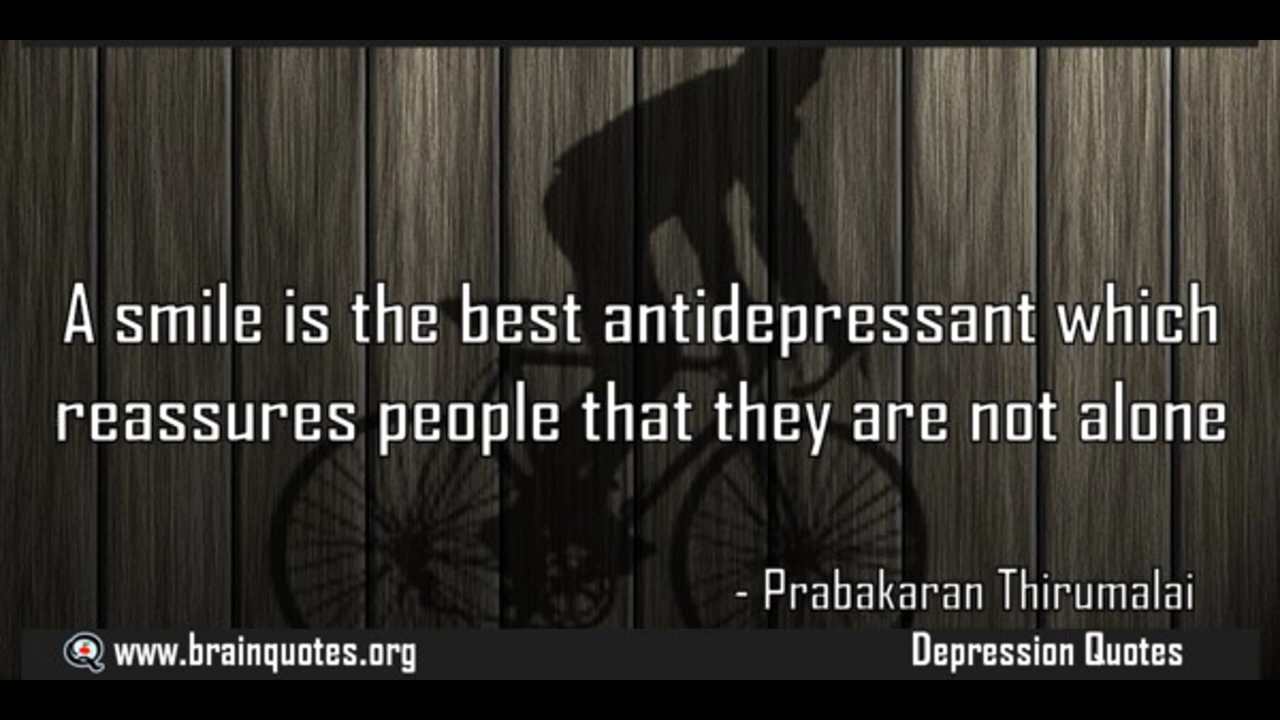 A smile is the best antidepressant which
reassures people that they are not alone
- Prabakaran Thirumalai
www.brainquotes.org
Depression Quotes